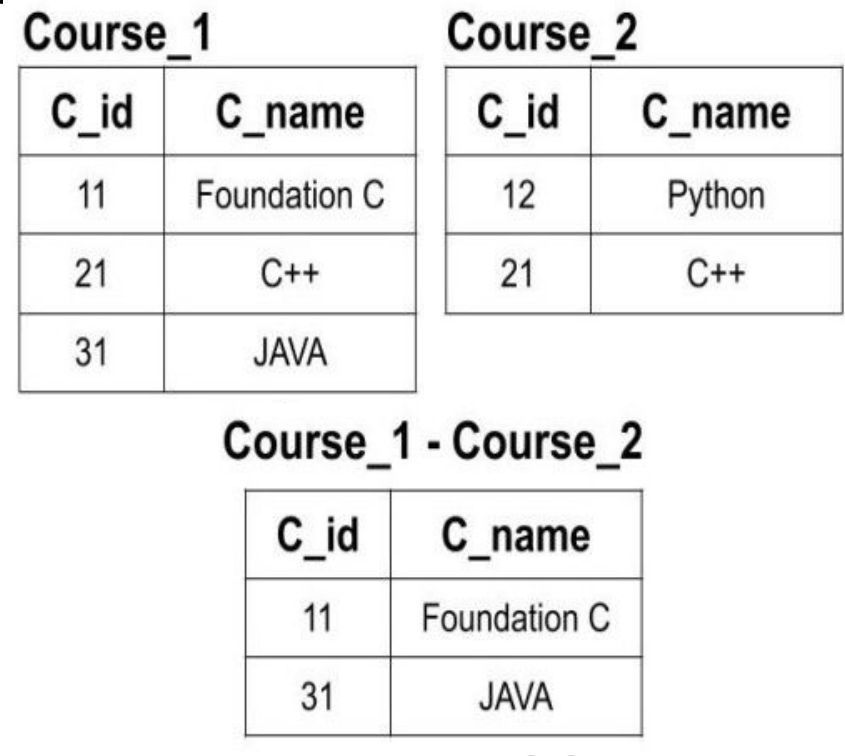 Course_1
C_id C_name
11 Foundation C
21 C++
31 JAVA
Course_2
C_id C_name
12 Python
21 C++
Course_1 - Course_2
C_id C_name
11 Foundation C
31 JAVA